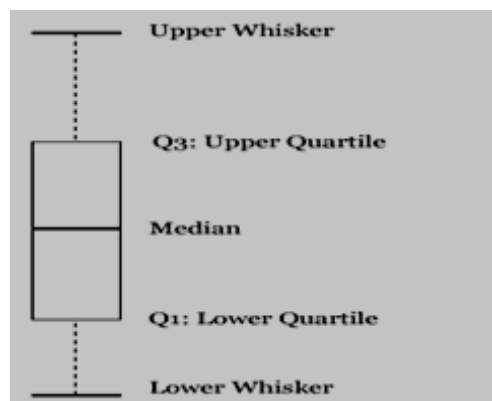 Upper Whisker
Q3: Upper Quartile
Median
Q1: Lower Quartile
Lower Whisker